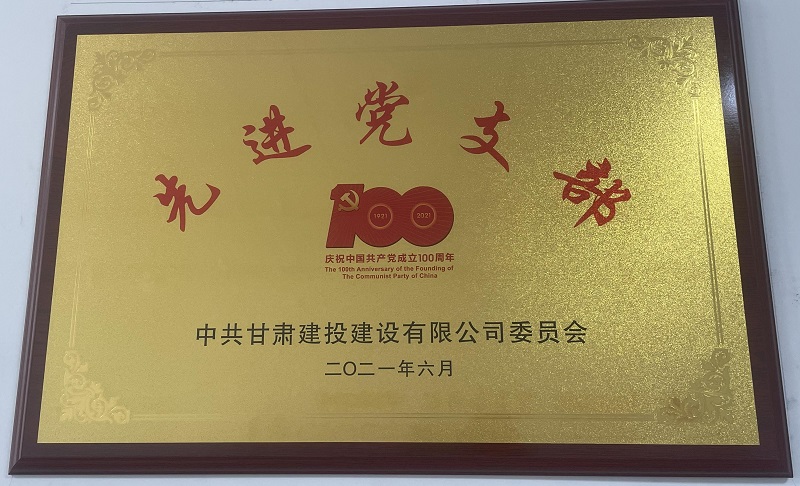 先进党支部
100
1921 2021
庆祝中国共产党成立100周年
The 100th Anniversary of the Founding of
The Communist Party of China
中共甘肃建投建设有限公司委员会
二〇二一年六月